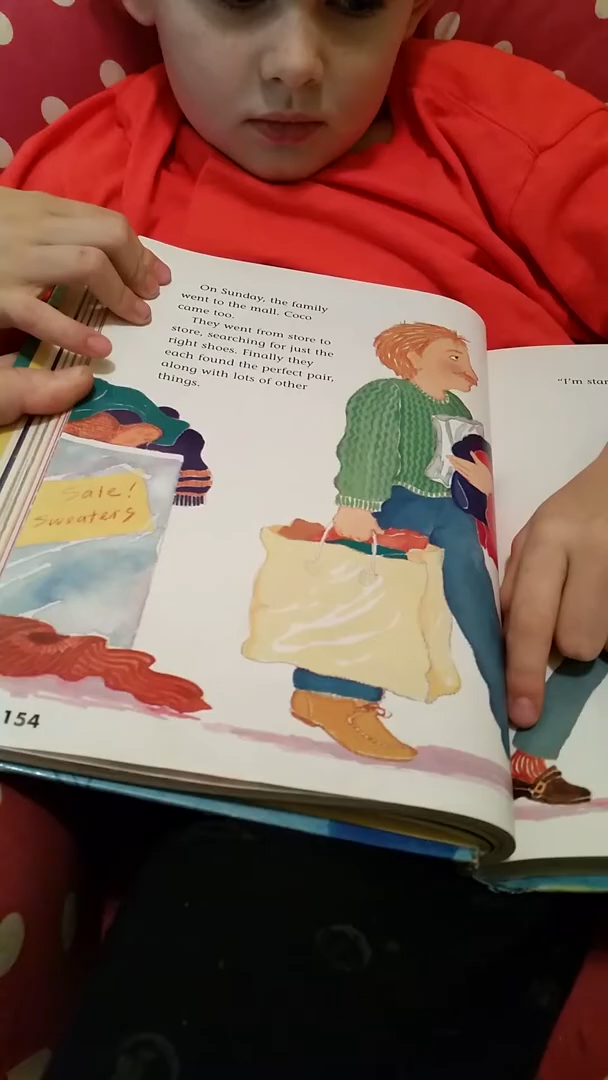 On Sunday, the family
went to the mall. Coco
came too.
They went from store to
store, searching for just the
right shoes. Finally they
each found the perfect pair,
along with lots of other
things.
Sale!
Sweaters
154
"I'm star